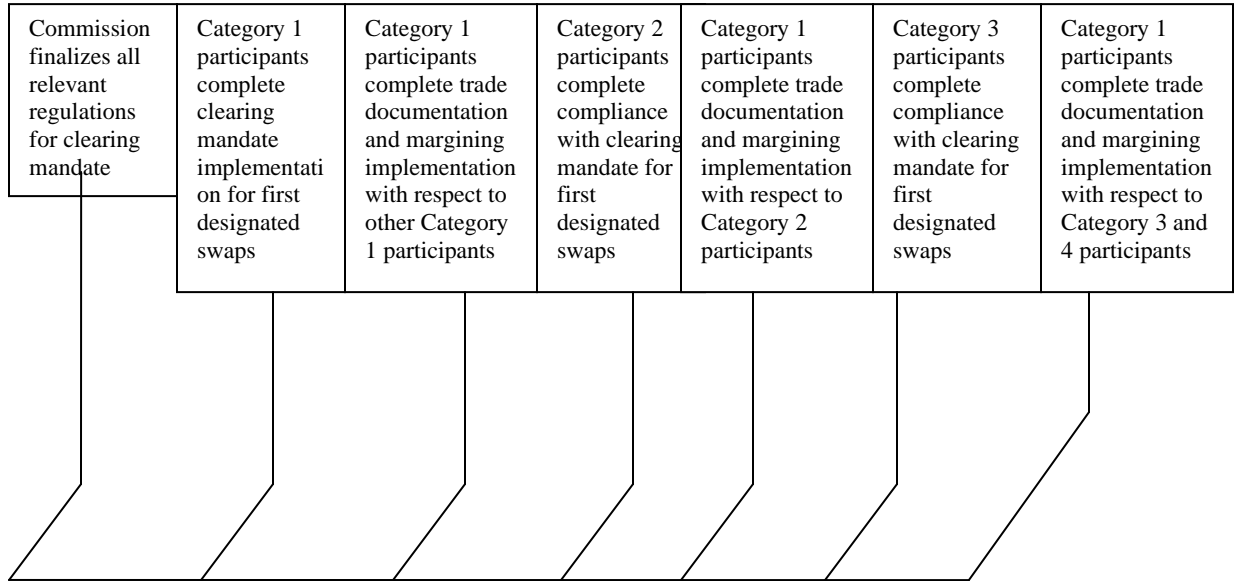 Commission
finalizes all
relevant
regulations
for clearing
mandate
Category 1
participants
complete
clearing
mandate
implementati
on for first
designated
swaps
Category 1
participants
complete trade
documentation
and margining
implementation
with respect to
other Category
1 participants
Category 2
participants
complete
compliance
with clearing
mandate for
first
designated
swaps
Category 1
participants
complete trade
documentation
and margining
implementation
with respect to
Category 2
participants
Category 3
participants
complete
compliance
with clearing
mandate for
first
designated
swaps
Category 1
participants
complete trade
documentation
and margining
implementation
with respect to
Category 3 and
4 participants